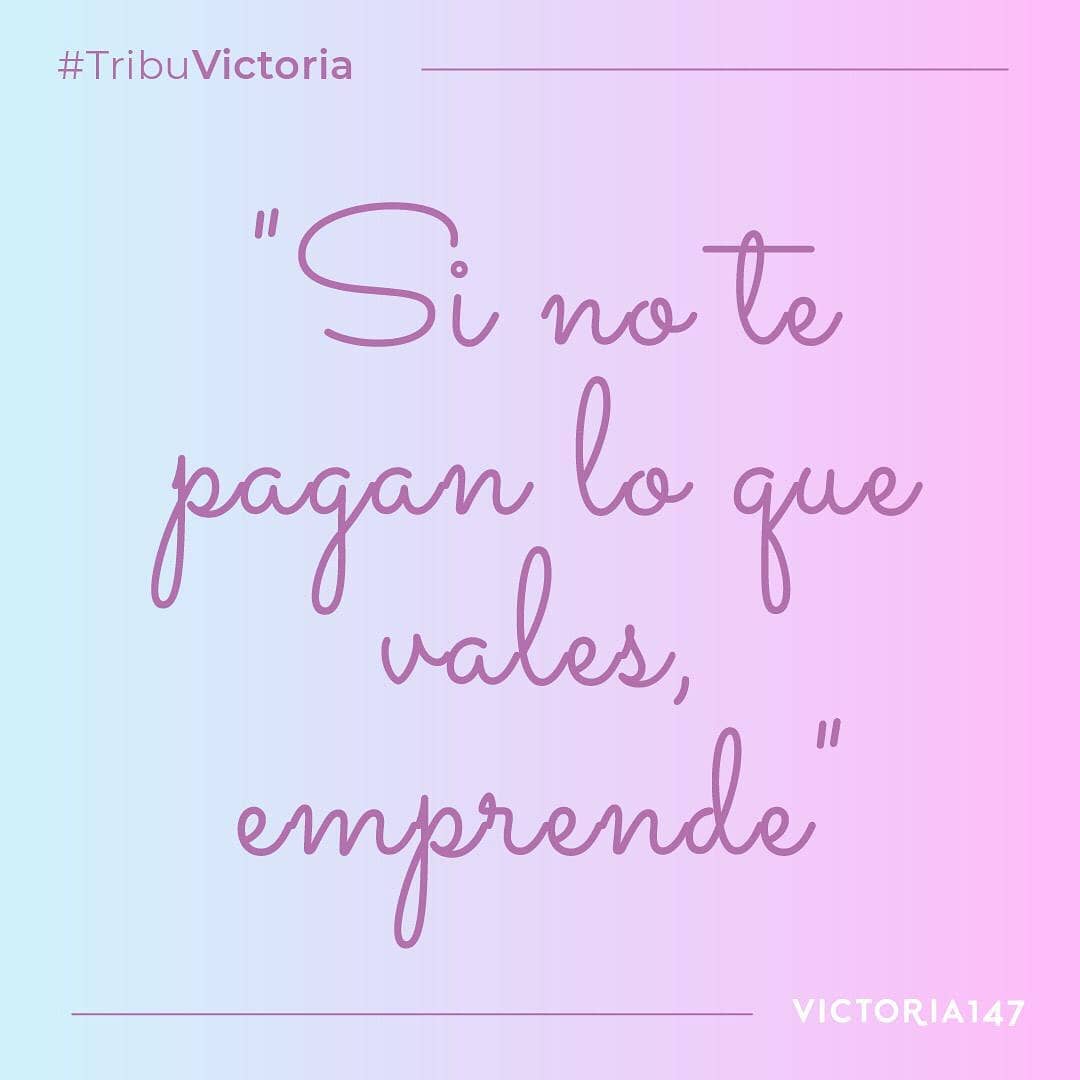 #TribuVictoria
"Si no te
pagan lo que
vales,
emprende"
VICTORIA147